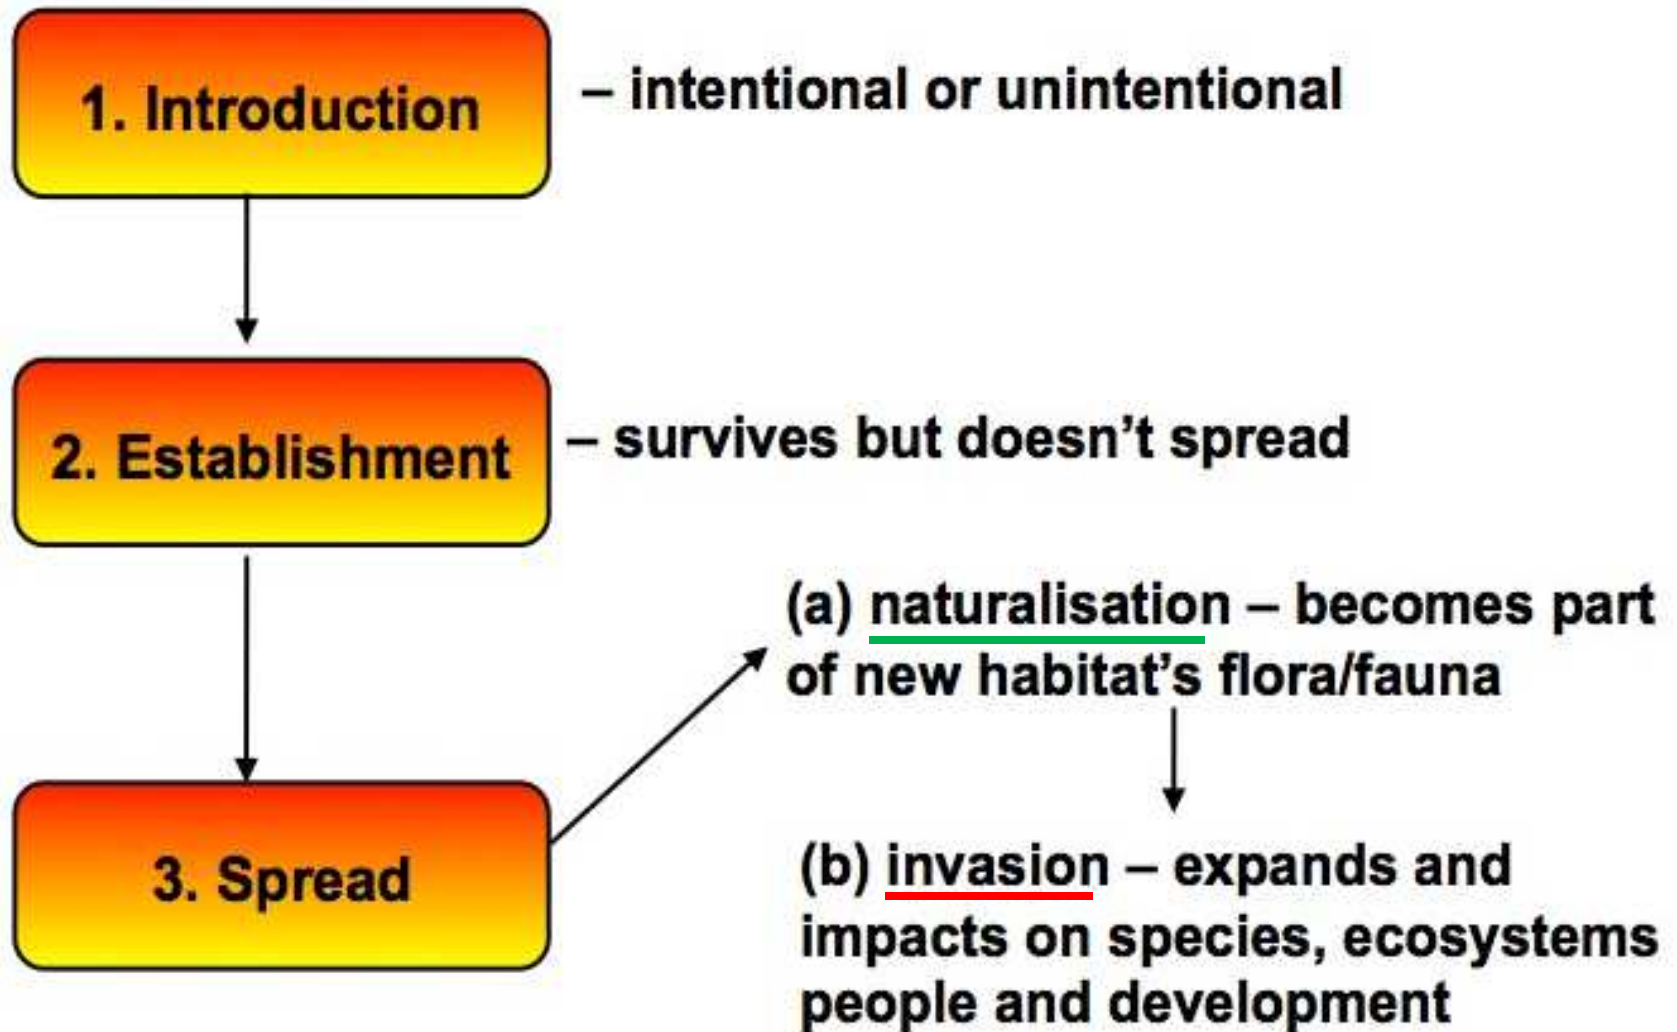 1. Introduction
– intentional or unintentional
2. Establishment
– survives but doesn’t spread
3. Spread
(a) naturalisation – becomes part
of new habitat’s flora/fauna
(b) invasion – expands and
impacts on species, ecosystems
people and development